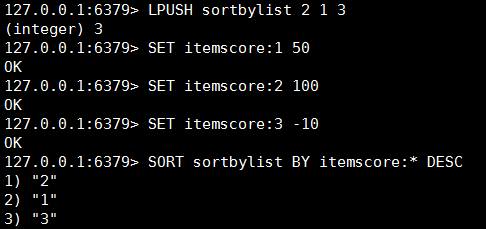 127.0.0.1:6379> LPUSH sortbylist 2 1 3
(integer) 3
127.0.0.1:6379> SET itemscore:1 50
OK
127.0.0.1:6379> SET itemscore:2 100
OK
127.0.0.1:6379> SET itemscore:3 -10
OK
127.0.0.1:6379> SORT sortbylist BY itemscore:* DESC
1) "2"
2) "1"
3) "3"